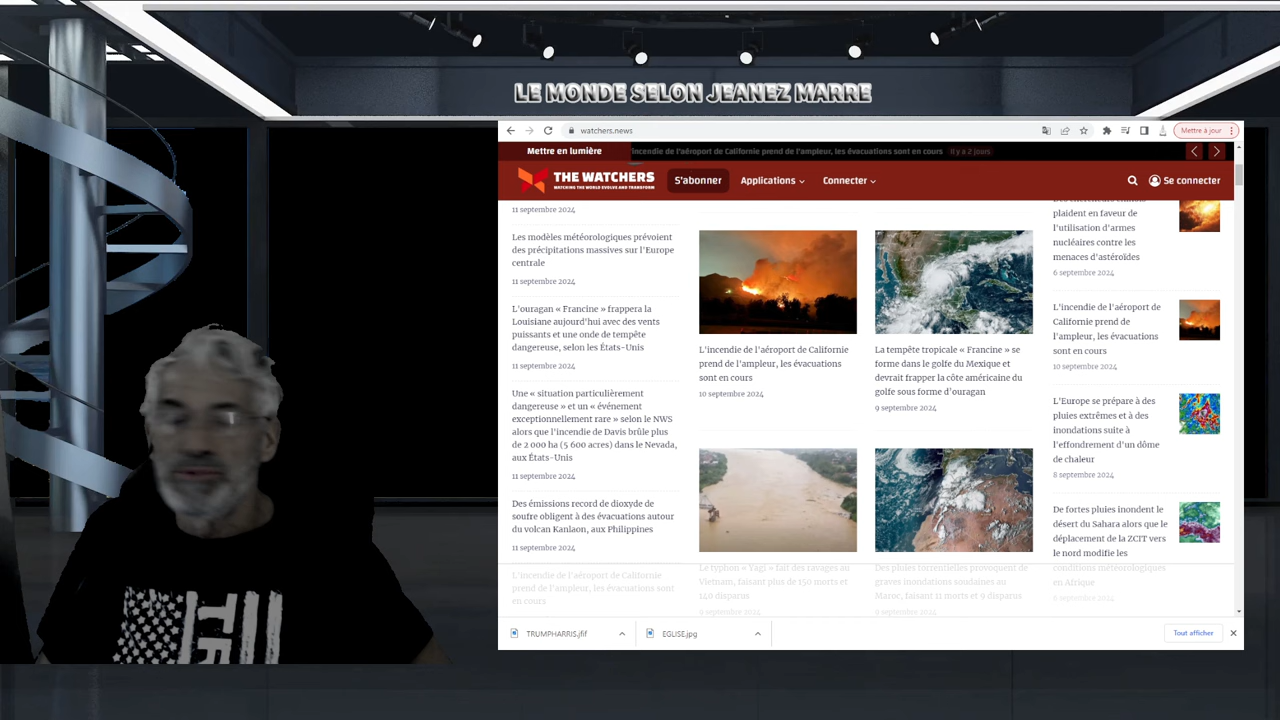 LE MONDE SELON JEANEZ MARRE
watchers.news
Mettre à jour
Mettre en lumière
incendie de l'aéroport de Californie prend de l'ampleur, les évacuations sont en cours Il y a 2 jours
THE WATCHERS
WATCHING THE WORLD EVOLVE AND TRANSFORM
S'abonner
Applications
Connecter
Se connecter
11 septembre 2024
Les modèles météorologiques prévoient
des précipitations massives sur l'Europe
centrale
11 septembre 2024
L'ouragan « Francine » frappera la
Louisiane aujourd'hui avec des vents
puissants et une onde de tempête
dangereuse, selon les États-Unis
11 septembre 2024
Une « situation particulièrement
dangereuse » et un « événement
exceptionnellement rare » selon le NWS
alors que l'incendie de Davis brûle plus
de 2 000 ha (5 600 acres) dans le Nevada,
aux États-Unis
11 septembre 2024
Des émissions record de dioxyde de
soufre obligent à des évacuations autour
du volcan Kanlaon, aux Philippines
11 septembre 2024
L'incendie de l'aéroport de Californie
prend de l'ampleur, les évacuations sont
en cours
L'incendie de l'aéroport de Californie
prend de l'ampleur, les évacuations
sont en cours
10 septembre 2024
La tempête tropicale « Francine » se
forme dans le golfe du Mexique et
devrait frapper la côte américaine du
golfe sous forme d'ouragan
9 septembre 2024
Le typhon « Yagi » fait des ravages au
Vietnam, faisant plus de 150 morts et
140 disparus
9 septembre 2024
Des pluies torrentielles provoquent de
graves inondations soudaines au
Maroc, faisant 11 morts et 9 disparus
9 septembre 2024
Des chercheurs chinois
plaident en faveur de
l'utilisation d'armes
nucléaires contre les
menaces d'astéroïdes
6 septembre 2024
L'incendie de l'aéroport de
Californie prend de
l'ampleur, les évacuations
sont en cours
10 septembre 2024
L'Europe se prépare à des
pluies extrêmes et à des
inondations suite à
l'effondrement d'un dôme
de chaleur
8 septembre 2024
De fortes pluies inondent le
désert du Sahara alors que le
déplacement de la ZCIT vers
le nord modifie les
conditions météorologiques
en Afrique
6 septembre 2024
TRUMPHARRIS.jfif
EGLISE.jpg
Tout afficher